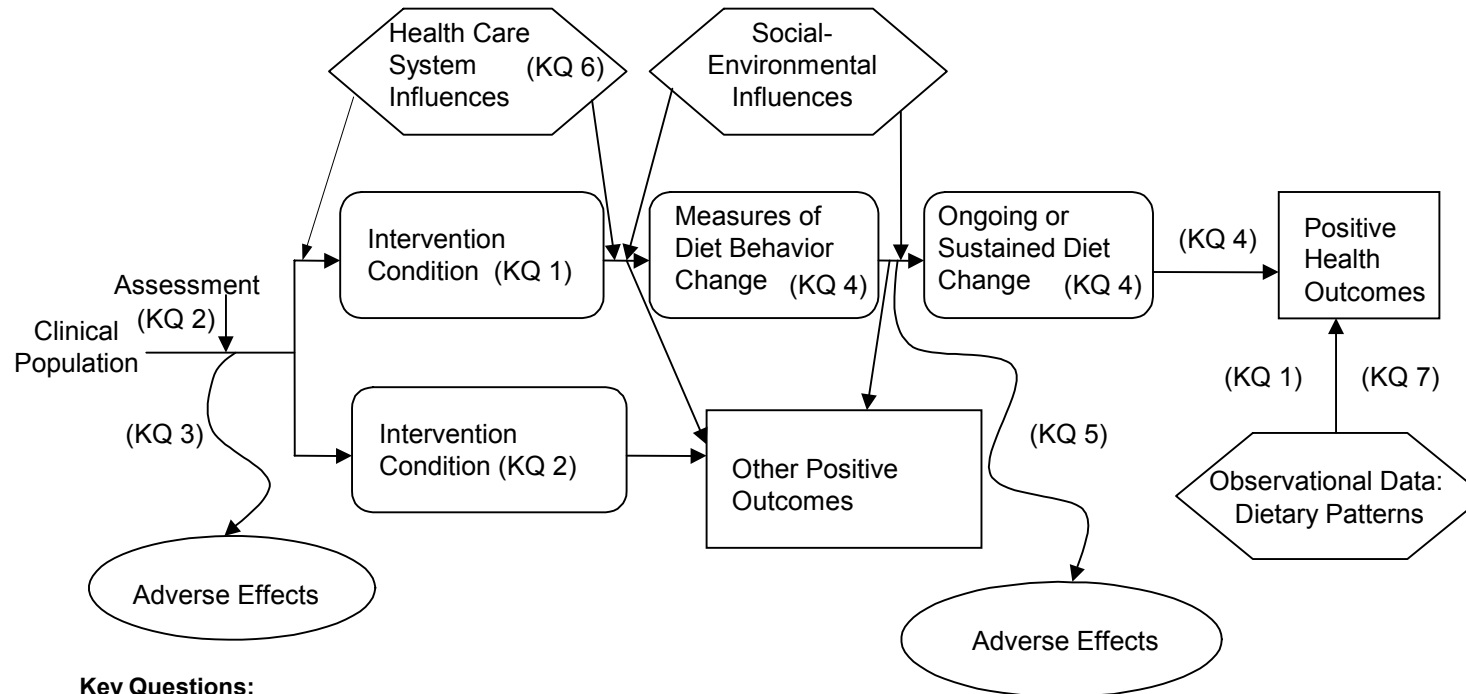 Health Care
System (KQ 6)
Influences
Social-
Environmental
Influences
Assessment
(KQ 2)
Clinical
Population
Intervention
Condition (KQ 1)
Measures of
Diet Behavior
Change (KQ 4)
Ongoing or
Sustained Diet
Change (KQ 4)
(KQ 4)
Positive
Health
Outcomes
(KQ 1) (KQ 7)
(KQ 3)
Intervention
Condition (KQ 2)
Other Positive
Outcomes
(KQ 5)
Observational Data:
Dietary Patterns
Adverse Effects
Adverse Effects
Key Questions: